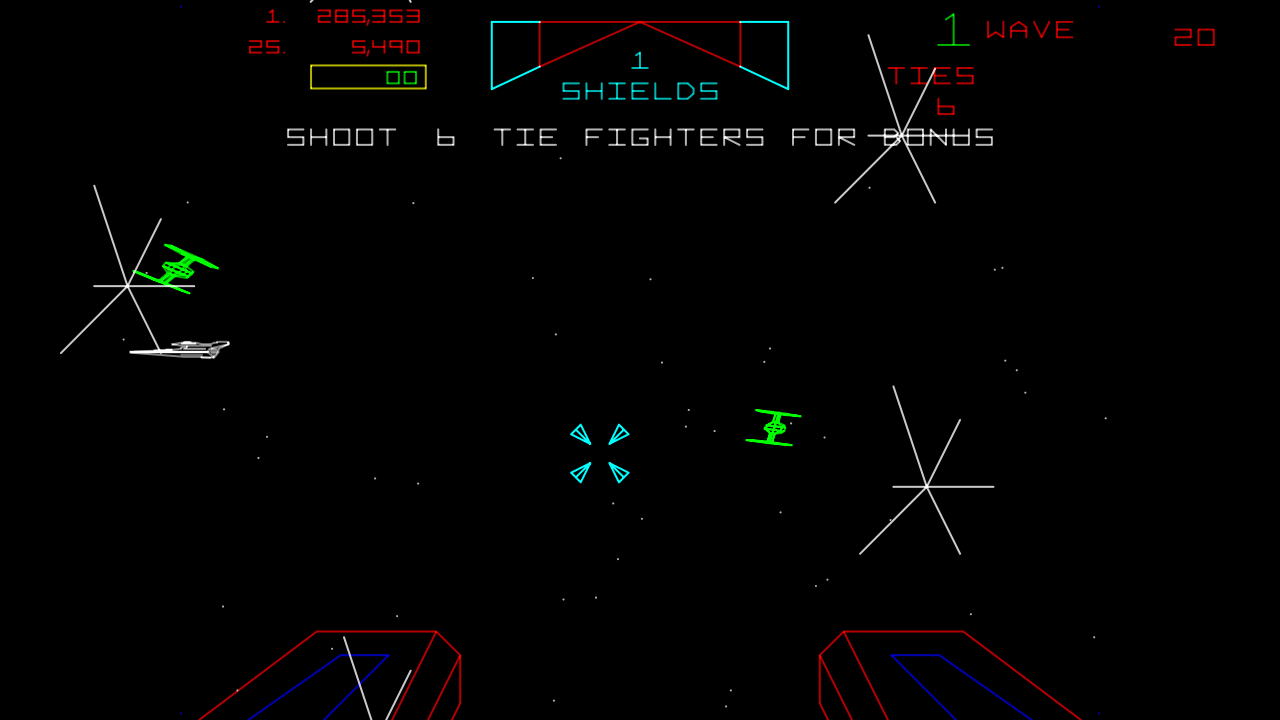 1. 285,353
25. 5,490
00
1
SHIELDS
1 WAVE
20
TIES
6
SHOOT 6 TIE FIGHTERS FOR BONUS